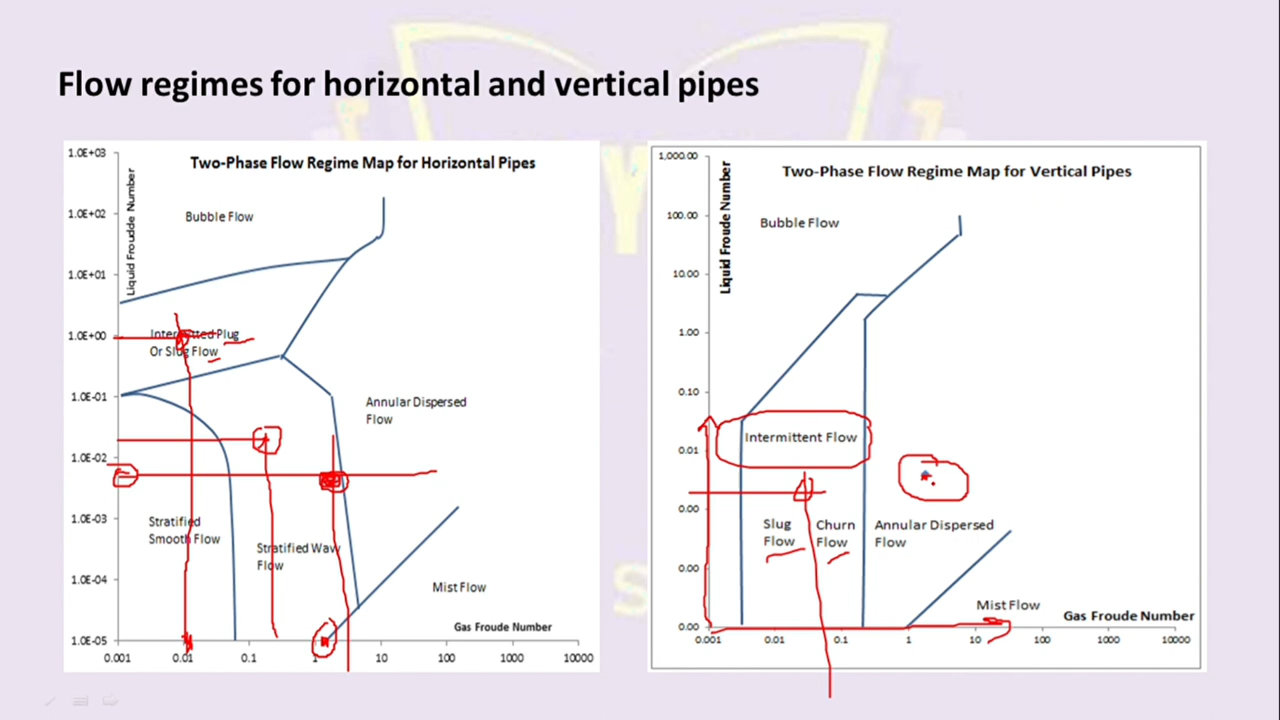 Flow regimes for horizontal and vertical pipes
Two-Phase Flow Regime Map for Horizontal Pipes
Liquid Froudde Number
1.0E+03
1.0E+02
1.0E+01
1.0E+00
1.0E-01
1.0E-02
1.0E-03
1.0E-04
1.0E-05
Bubble Flow
Intermitted Plug
Or Slug Flow
Annular Dispersed
Flow
Stratified
Smooth Flow
Stratified Wavy
Flow
Mist Flow
Gas Froude Number
0.001
0.01
0.1
1
10
100
1000
10000
Two-Phase Flow Regime Map for Vertical Pipes
Liquid Froude Number
1,000.00
100.00
10.00
1.00
0.10
0.01
0.00
0.00
0.00
Bubble Flow
Intermittent Flow
Slug
Flow
Churn
Flow
Annular Dispersed
Flow
Mist Flow
Gas Froude Number
0.001
0.01
0.1
1
10
100
1000
10000